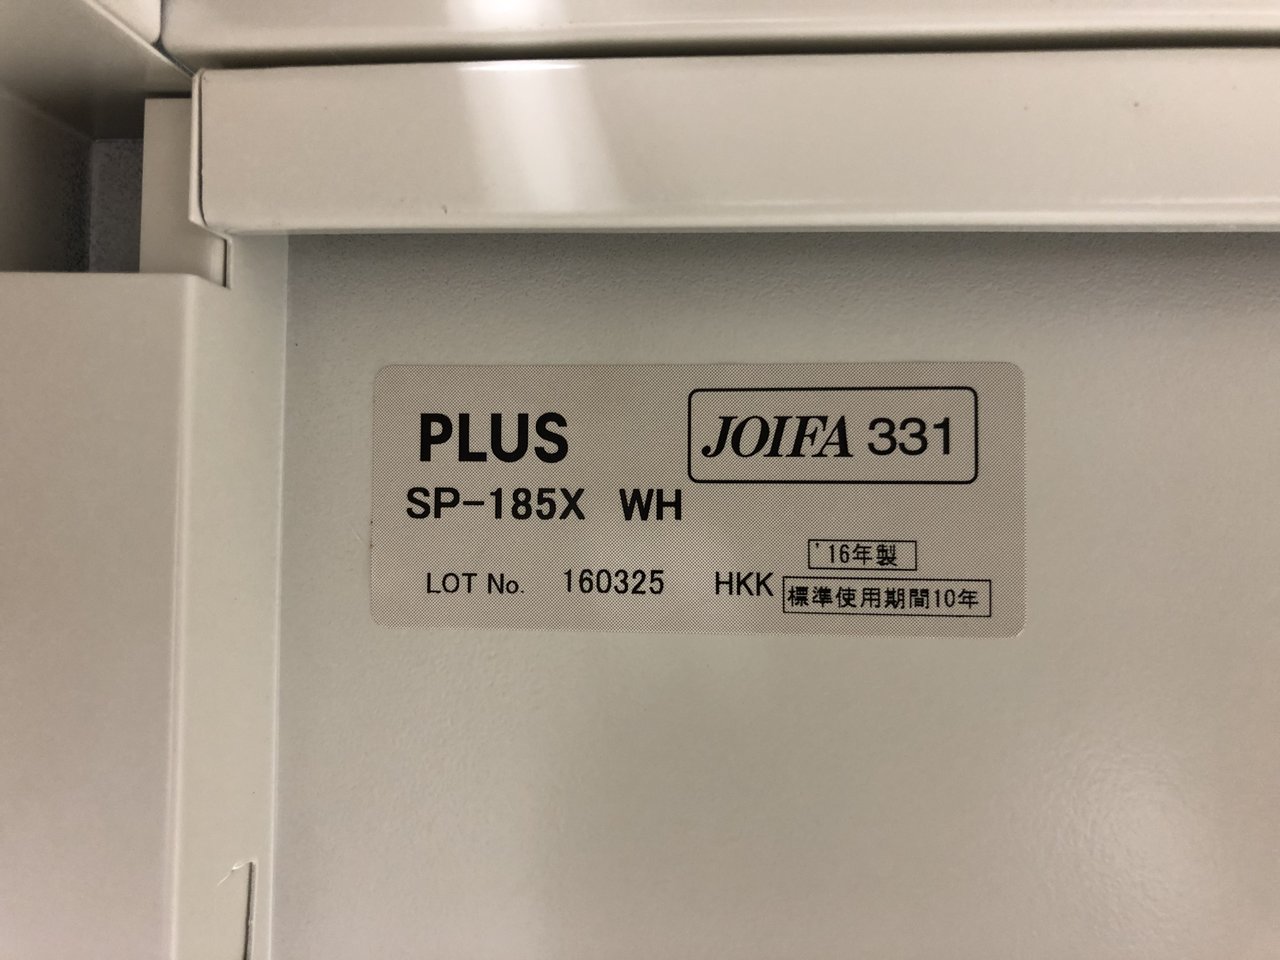 PLUS
JOIFA 331
SP-185X WH
'16年製
LOT No. 160325 HKK
標準使用期間10年